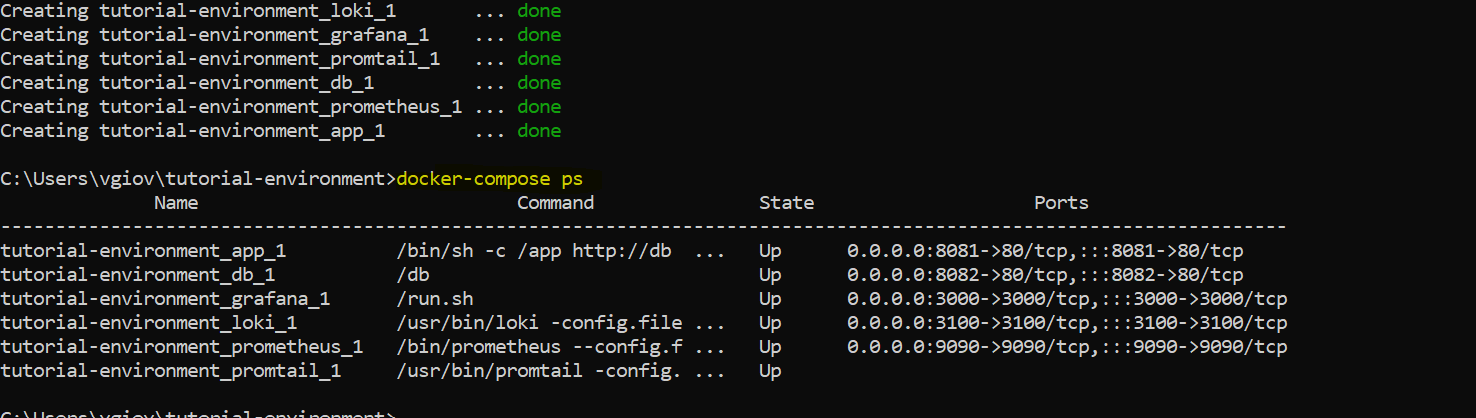 Creating tutorial-environment_loki_1       ... done
Creating tutorial-environment_grafana_1    ... done
Creating tutorial-environment_promtail_1   ... done
Creating tutorial-environment_db_1         ... done
Creating tutorial-environment_prometheus_1 ... done
Creating tutorial-environment_app_1        ... done
C:\Users\vgiov\tutorial-environment>docker-compose ps
Name Command State Ports
---------------------------------------------------------------------------------------------------------------------
tutorial-environment_app_1          /bin/sh -c /app http://db  ...   Up      0.0.0.0:8081->80/tcp,:::8081->80/tcp
tutorial-environment_db_1           /db                              Up      0.0.0.0:8082->80/tcp,:::8082->80/tcp
tutorial-environment_grafana_1      /run.sh                          Up      0.0.0.0:3000->3000/tcp,:::3000->3000/tcp
tutorial-environment_loki_1         /usr/bin/loki -config.file ...   Up      0.0.0.0:3100->3100/tcp,:::3100->3100/tcp
tutorial-environment_prometheus_1   /bin/prometheus --config.f ...   Up      0.0.0.0:9090->9090/tcp,:::9090->9090/tcp
tutorial-environment_promtail_1     /usr/bin/promtail -config. ...   Up
C:\Users\vgiov\tutorial-environment>